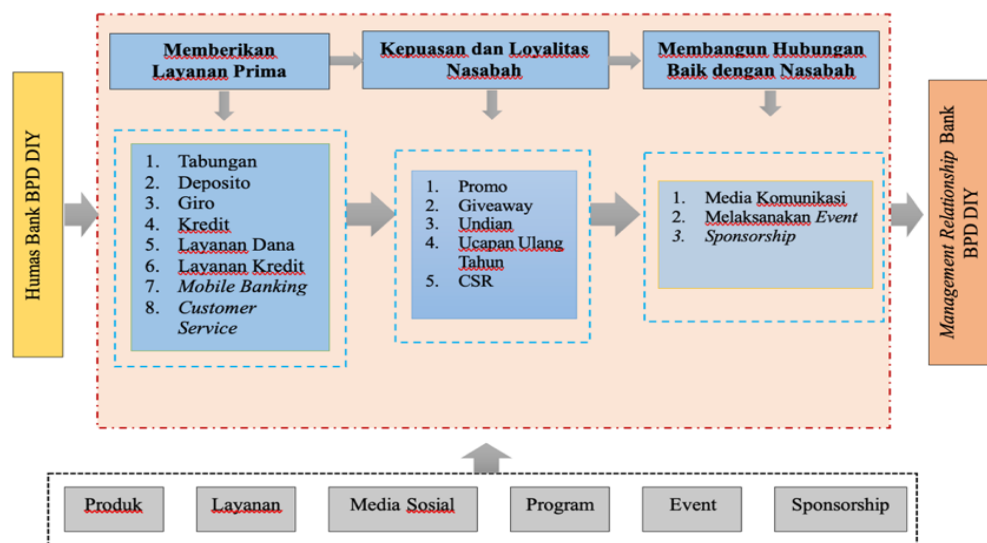 Memberikan
Layanan Prima
Kepuasan dan Loyalitas
Nasabah
Membangun Hubungan
Baik dengan Nasabah
Humas Bank BPD DIY
1. Tabungan
2. Deposito
3. Giro
4. Kredit
5. Layanan Dana
6. Layanan Kredit
7. Mobile Banking
8. Customer
Service
1. Promo
2. Giveaway
3. Undian
4. Ucapan Ulang
Tahun
5. CSR
1. Media Komunikasi
2. Melaksanakan Event
3. Sponsorship
Management Relationship Bank
BPD DIY
Produk
Layanan
Media Sosial
Program
Event
Sponsorship